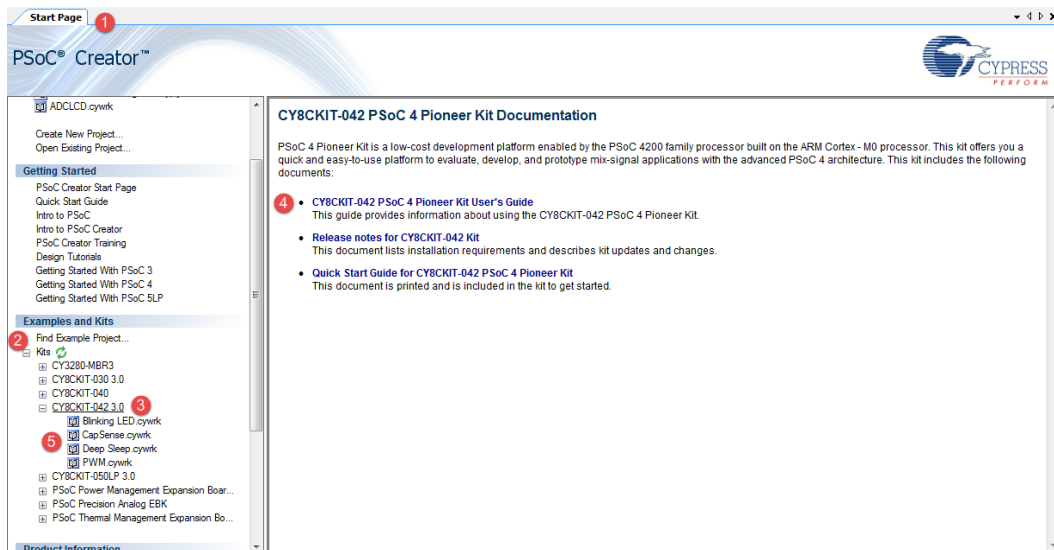 Start Page
1
PSoC® Creator™
CYPRESS
PERFORM
ADCLCD.cywrk
Create New Project...
Open Existing Project...
Getting Started
PSoC Creator Start Page
Quick Start Guide
Intro to PSoC
Intro to PSoC Creator
PSoC Creator Training
Design Tutorials
Getting Started With PSoC 3
Getting Started With PSoC 4
Getting Started With PSoC 5LP
Examples and Kits
2
Find Example Project...
Kits
CY3280-MBR3
CY8CKIT-030 3.0
CY8CKIT-040
CY8CKIT-042 3.0
3
Blinking LED.cywrk
CapSense.cywrk
5
Deep Sleep.cywrk
PWM.cywrk
CY8CKIT-050LP 3.0
PSoC Power Management Expansion Boar...
PSoC Precision Analog EBK
PSoC Thermal Management Expansion Bo...
Product Information
CY8CKIT-042 PSoC 4 Pioneer Kit Documentation
PSoC 4 Pioneer Kit is a low-cost development platform enabled by the PSoC 4200 family processor built on the ARM Cortex - M0 processor. This kit offers you a
quick and easy-to-use platform to evaluate, develop, and prototype mix-signal applications with the advanced PSoC 4 architecture. This kit includes the following
documents:
4
• CY8CKIT-042 PSoC 4 Pioneer Kit User's Guide
This guide provides information about using the CY8CKIT-042 PSoC 4 Pioneer Kit.
• Release notes for CY8CKIT-042 Kit
This document lists installation requirements and describes kit updates and changes.
• Quick Start Guide for CY8CKIT-042 PSoC 4 Pioneer Kit
This document is printed and is included in the kit to get started.